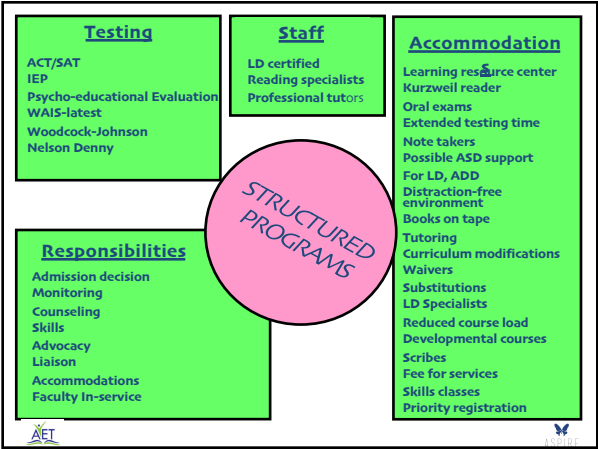 Testing
ACT/SAT
IEP
Psycho-educational Evaluation
WAIS-latest
Woodcock-Johnson
Nelson Denny
Staff
LD certified
Reading specialists
Professional tutors
Accommodation
s
Learning resource center
Kurzweil reader
Oral exams
Extended testing time
Note takers
Possible ASD support
For LD, ADD
Distraction-free
environment
Books on tape
Tutoring
Curriculum modifications
Waivers
Substitutions
LD Specialists
Reduced course load
Developmental courses
Scribes
Fee for services
Skills classes
Priority registration
STRUCTURED
PROGRAMS
Responsibilities
Admission decision
Monitoring
Counseling
Skills
Advocacy
Liaison
Accommodations
Faculty In-service
AET
ASPIRE